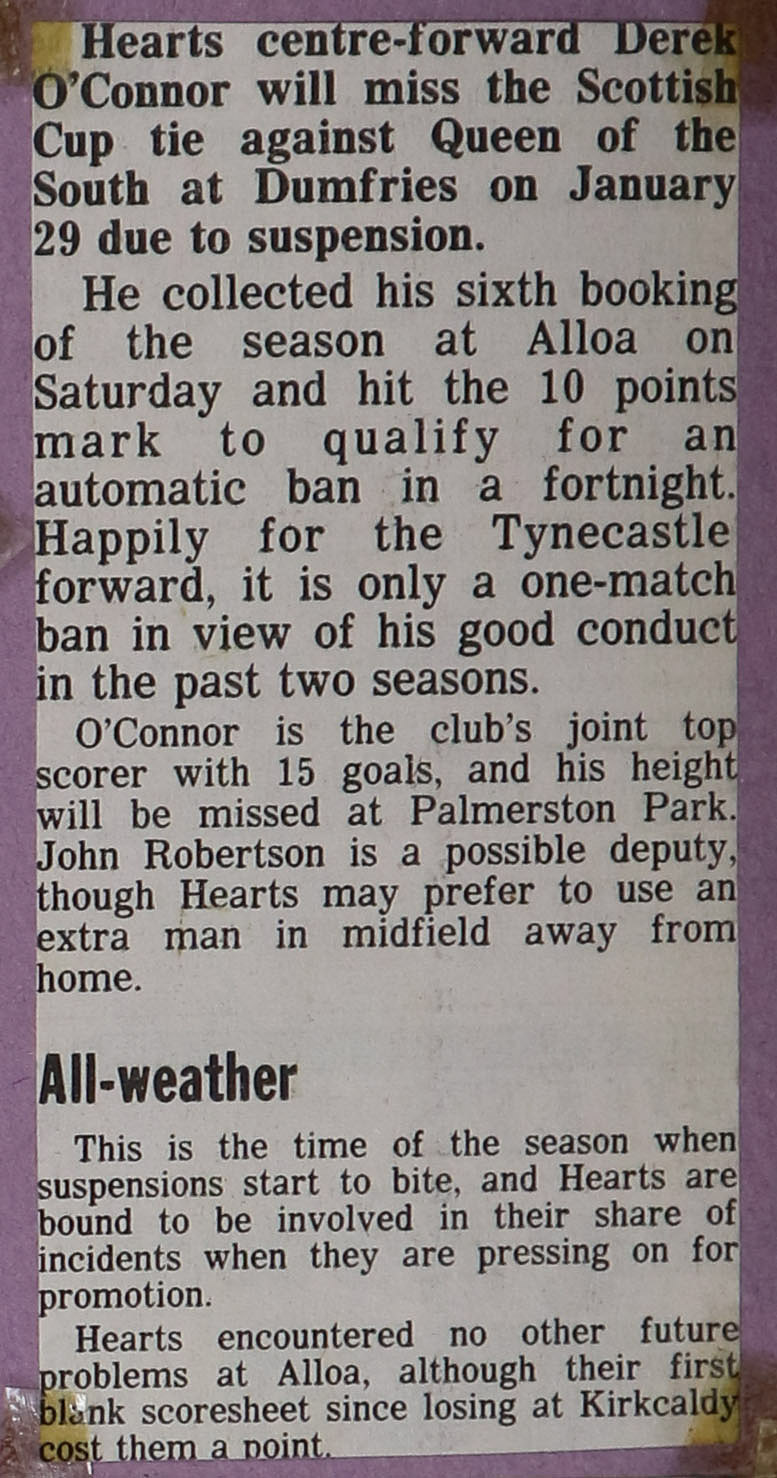 Hearts centre-forward Derek
O'Connor will miss the Scottish
Cup tie against Queen of the
South at Dumfries on January
29 due to suspension.
He collected his sixth booking
of the season at Alloa on
Saturday and hit the 10 points
mark to qualify for an
automatic ban in a fortnight.
Happily for the Tynecastle
forward, it is only a one-match
ban in view of his good conduct
in the past two seasons.
O'Connor is the club's joint top
scorer with 15 goals, and his height
will be missed at Palmerston Park.
John Robertson is a possible deputy,
though Hearts may prefer to use an
extra man in midfield away from
home.
All-weather
This is the time of the season when
suspensions start to bite, and Hearts are
bound to be involved in their share of
incidents when they are pressing on for
promotion.
Hearts encountered no other future
problems at Alloa, although their first
blank scoresheet since losing at Kirkcaldy
cost them a point.